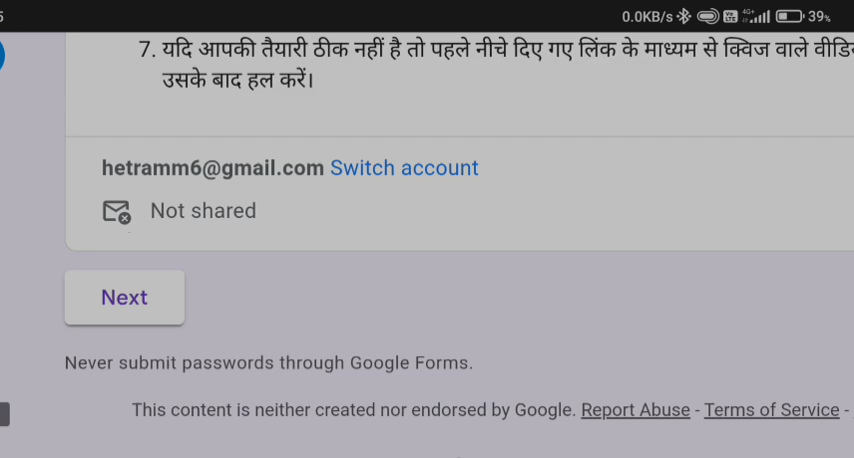 0.0KB/s 4G+ 39%
7. यदि आपकी तैयारी ठीक नहीं है तो पहले नीचे दिए गए लिंक के माध्यम से क्विज वाले
उसके बाद हल करें।
hetramm6@gmail.com Switch account
Not shared
Next
Never submit passwords through Google Forms.
This content is neither created nor endorsed by Google. Report Abuse - Terms of Service -